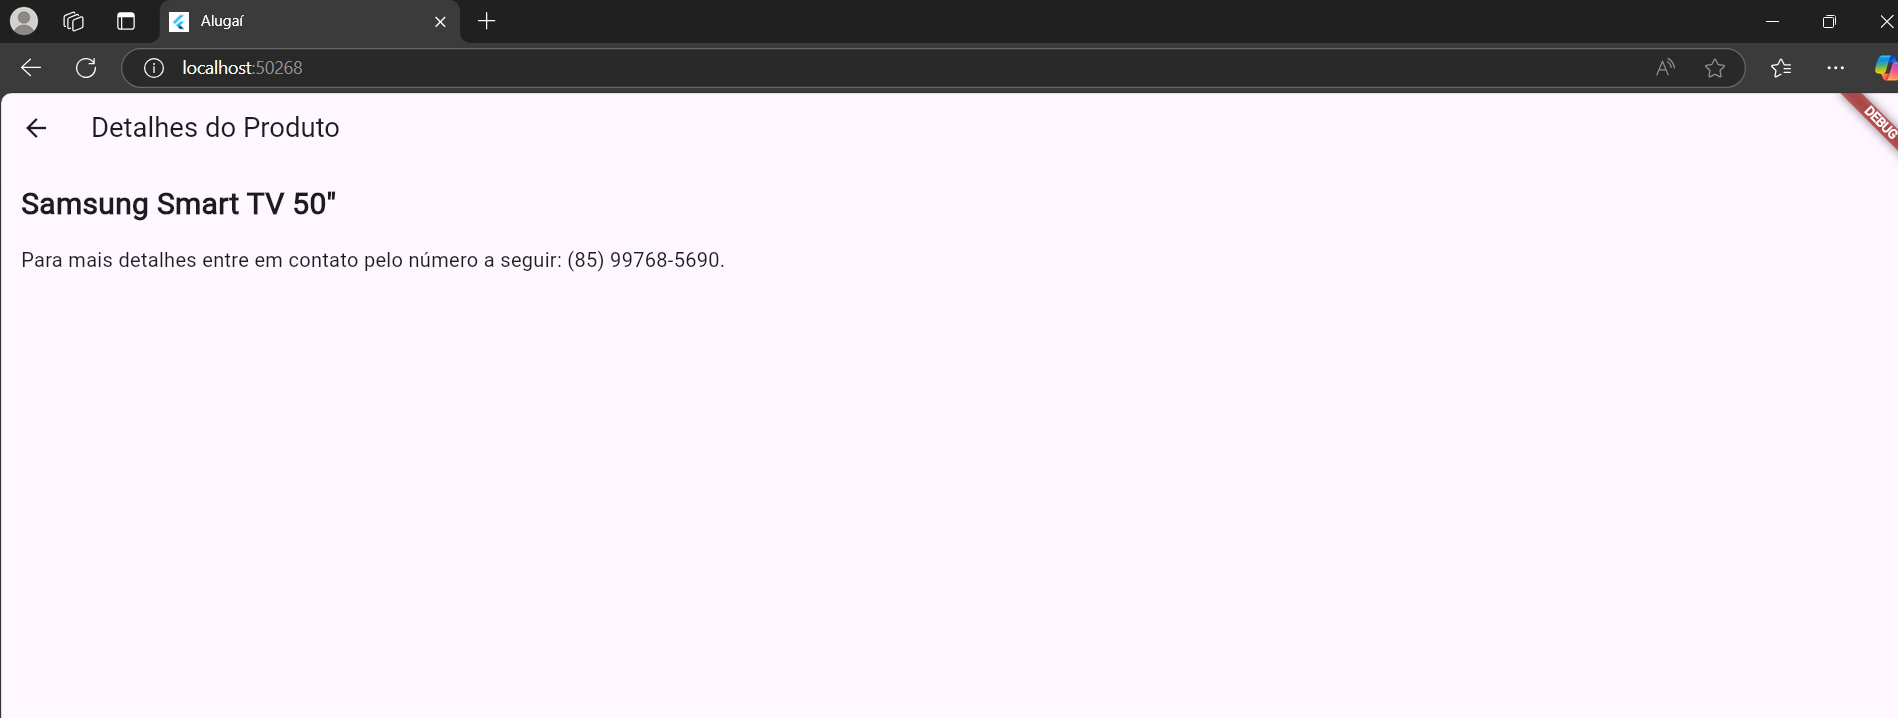 Alugaí
localhost:50268
Detalhes do Produto
DEBUG
Samsung Smart TV 50"
Para mais detalhes entre em contato pelo número a seguir: (85) 99768-5690.